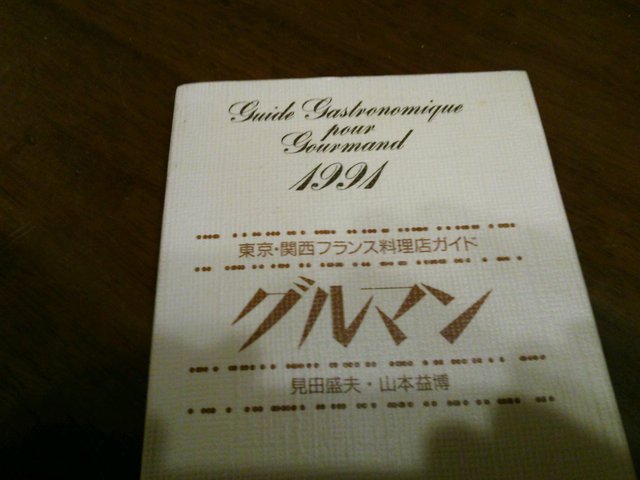 Guide Gastronomique
pour
Gourmand
1991
東京・関西フランス料理店ガイド
グルマン
見田盛夫・山本益博